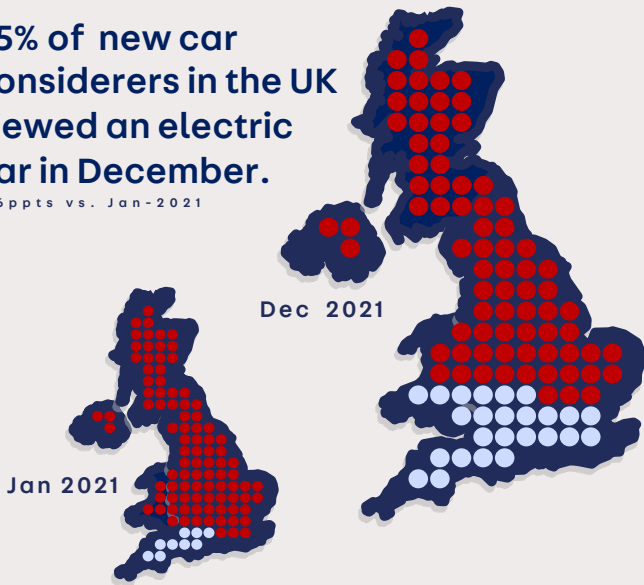 5% of new car
onsiderers in the UK
ewed an electric
ar in December.
6ppts vs. Jan-2021
Dec 2021
Jan 2021